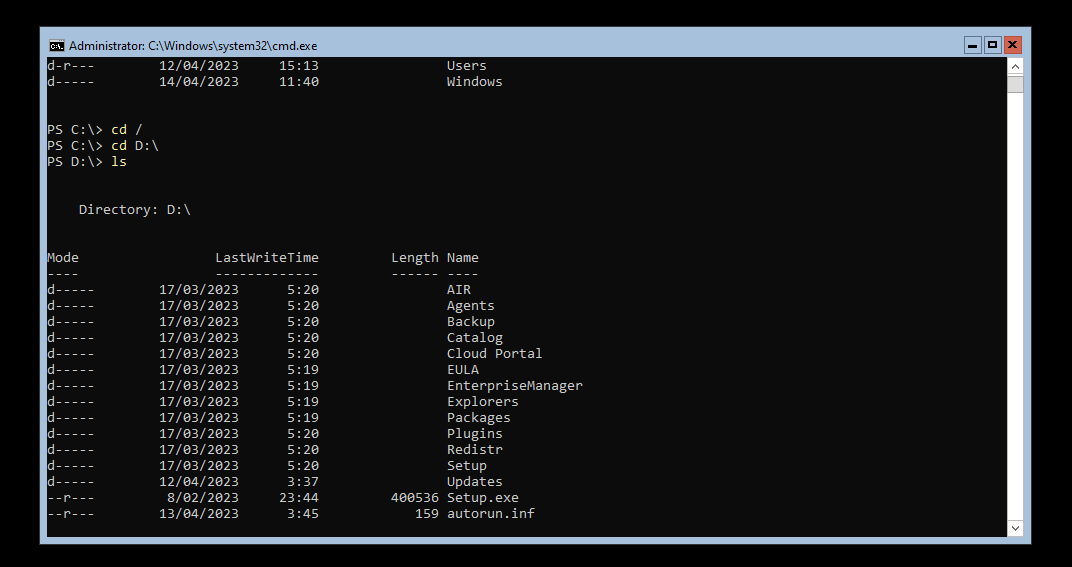 Administrator: C:\Windows\system32\cmd.exe
d-r--- 12/04/2023 15:13 Users
d----- 14/04/2023 11:40 Windows
PS C:\> cd /
PS C:\> cd D:\
PS D:\> ls
Directory: D:\
Mode LastWriteTime Length Name
---- ------------- ------ ----
d----- 17/03/2023 5:20 AIR
d----- 17/03/2023 5:20 Agents
d----- 17/03/2023 5:20 Backup
d----- 17/03/2023 5:20 Catalog
d----- 17/03/2023 5:20 Cloud Portal
d----- 17/03/2023 5:19 EULA
d----- 17/03/2023 5:19 EnterpriseManager
d----- 17/03/2023 5:19 Explorers
d----- 17/03/2023 5:19 Packages
d----- 17/03/2023 5:20 Plugins
d----- 17/03/2023 5:20 Redistr
d----- 17/03/2023 5:20 Setup
d----- 12/04/2023 3:37 Updates
--r--- 8/02/2023 23:44 400536 Setup.exe
--r--- 13/04/2023 3:45 159 autorun.inf